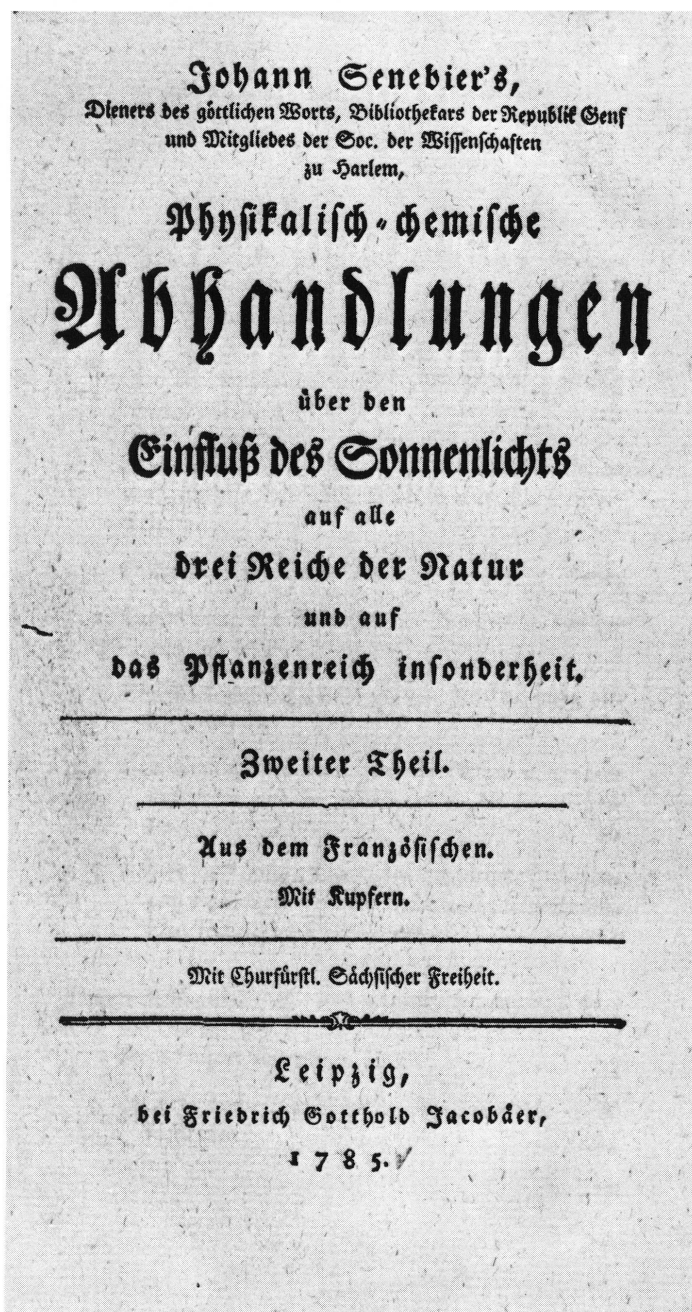 Johann Senebier's,
Dieners des göttlichen Worts, Bibliothekars der Republik Genf
und Mitgliedes der Soc. der Wissenschaften
zu Harlem,
Physikalisch-chemische
Abhandlungen
über den
Einfluß des Sonnenlichts
auf alle
drei Reiche der Natur
und auf
das Pflanzenreich insonderheit.
Zweiter Theil.
Aus dem Französischen.
Mit Kupfern.
Mit Churfürstl. Sächsischer Freiheit.
Leipzig,
bei Friedrich Gotthold Jacobäer,
1785.